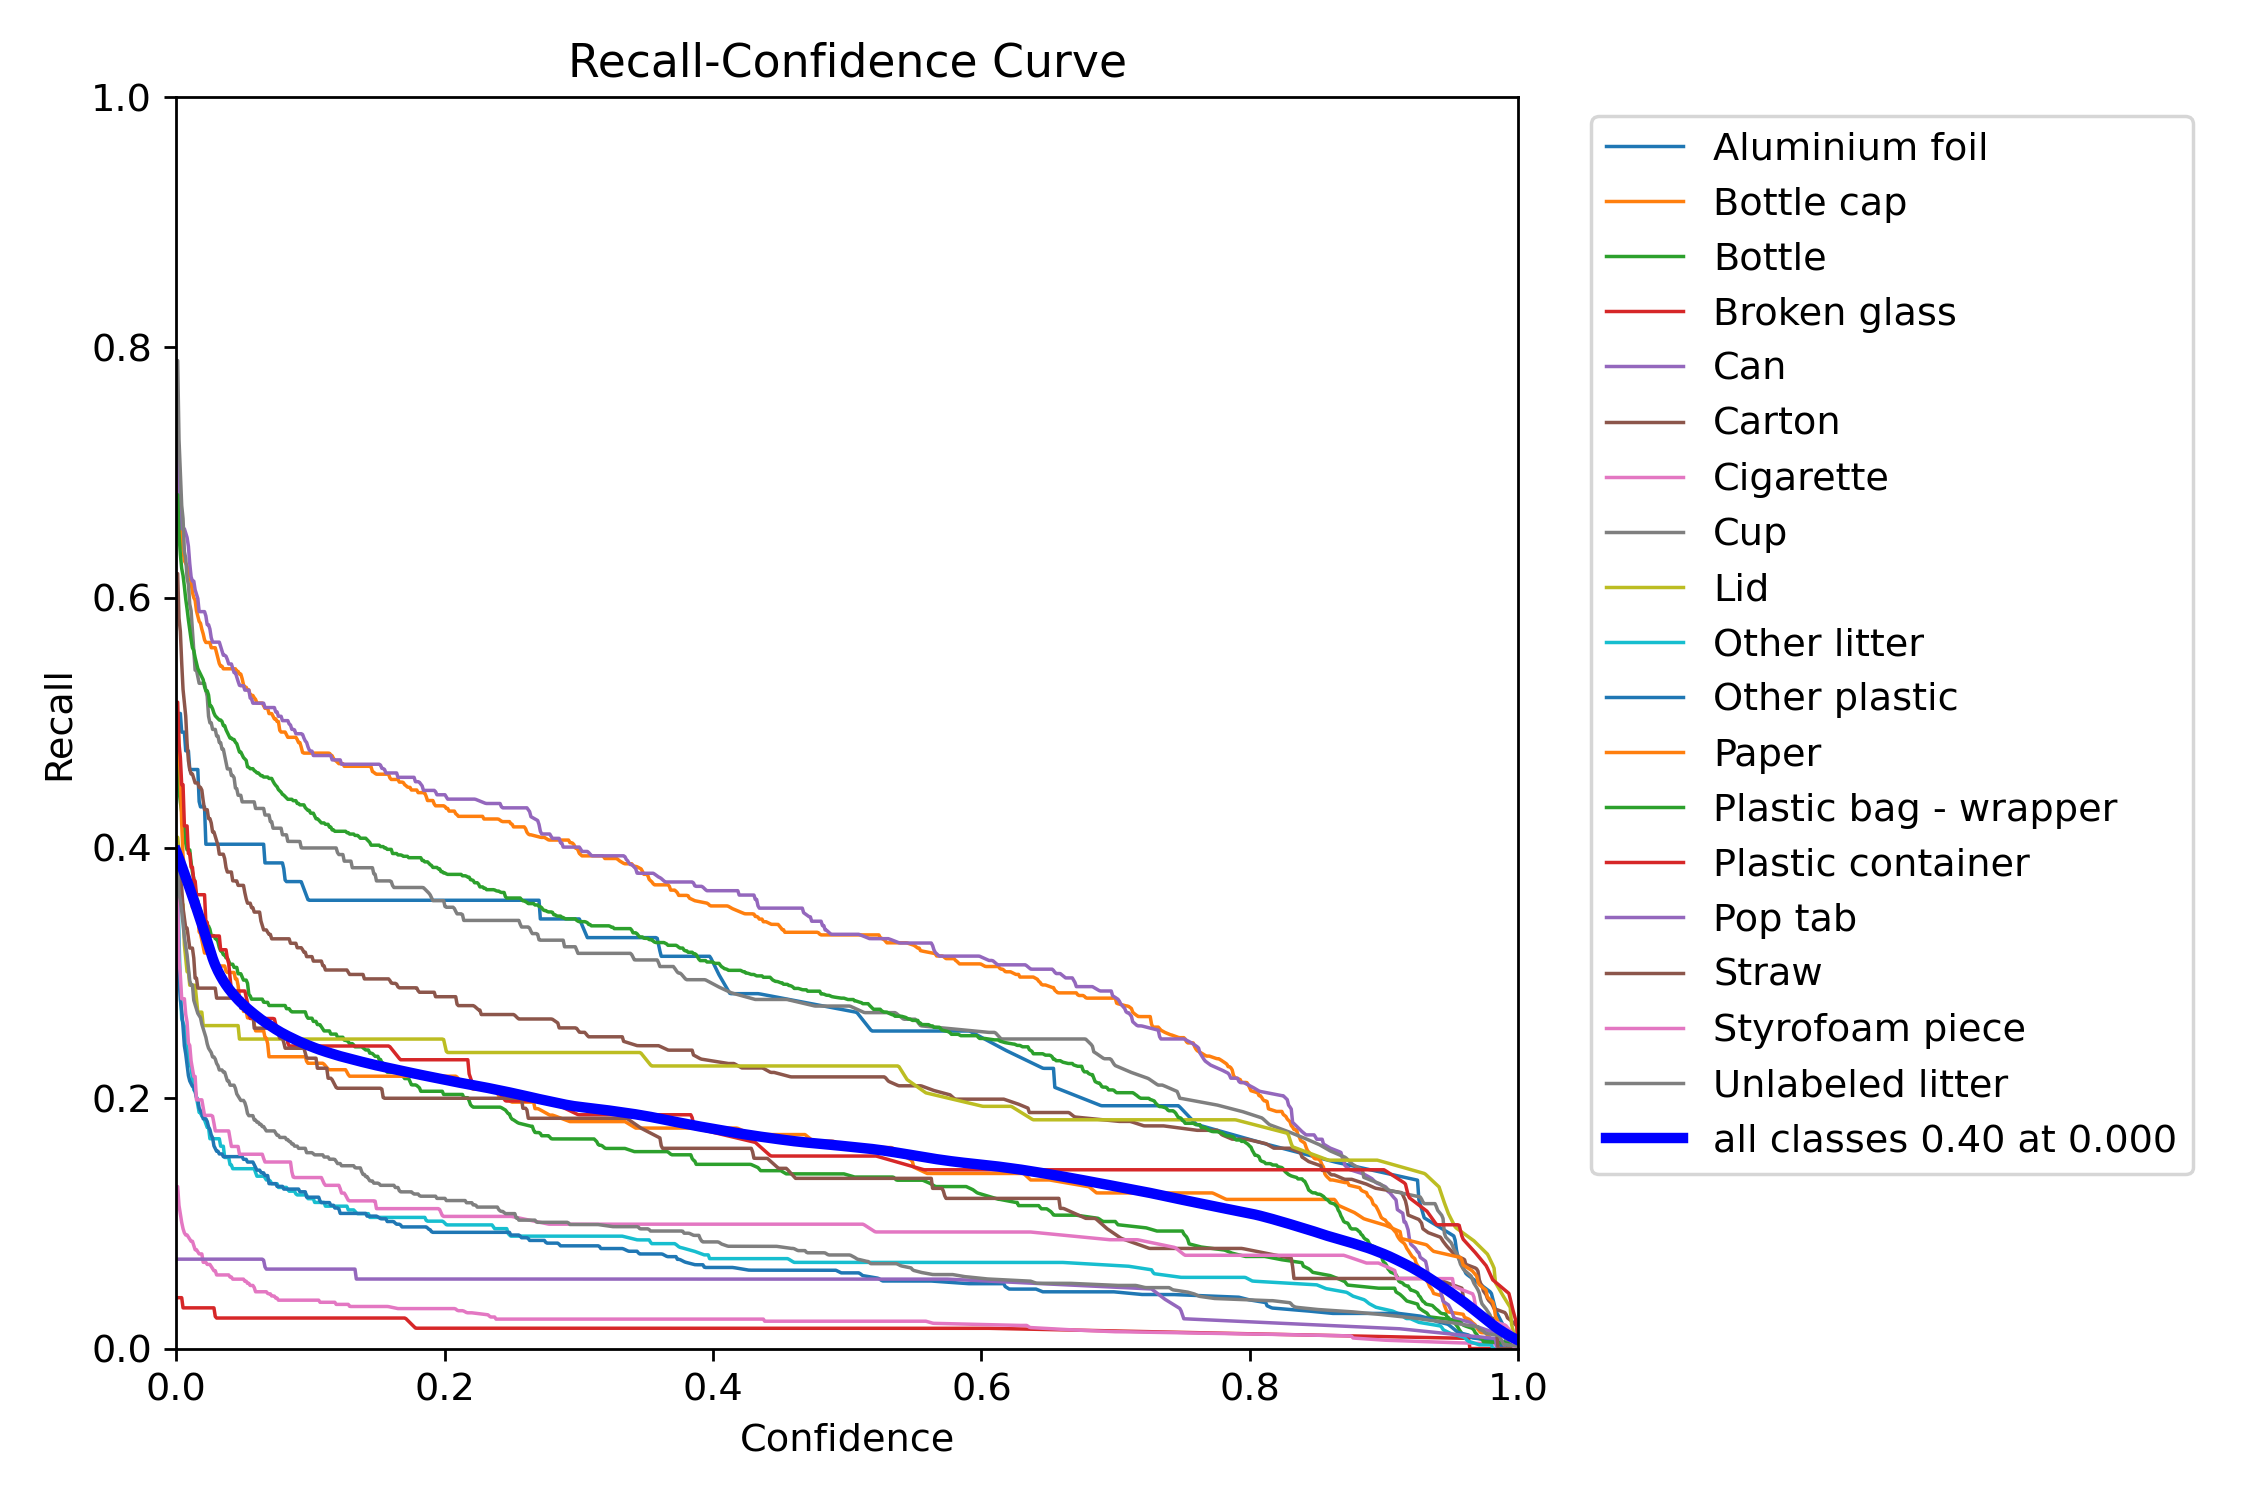 Recall-Confidence Curve
1.0
0.8
0.6
0.4
0.2
0.0
Recall
0.0 0.2 0.4 0.6 0.8 1.0
Confidence
Aluminium foil
Bottle cap
Bottle
Broken glass
Can
Carton
Cigarette
Cup
Lid
Other litter
Other plastic
Paper
Plastic bag - wrapper
Plastic container
Pop tab
Straw
Styrofoam piece
Unlabeled litter
all classes 0.40 at 0.000